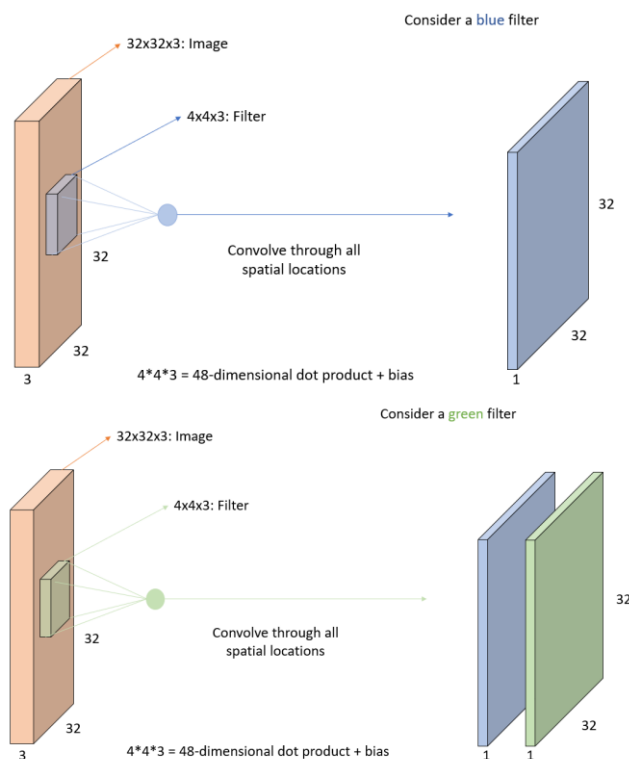 Consider a blue filter
32x32x3: Image
4x4x3: Filter
32
Convolve through all
spatial locations
32
32
32
3
1
4*4*3 = 48-dimensional dot product + bias
Consider a green filter
32x32x3: Image
4x4x3: Filter
32
Convolve through all
spatial locations
32
32
32
3
1
1
4*4*3 = 48-dimensional dot product + bias